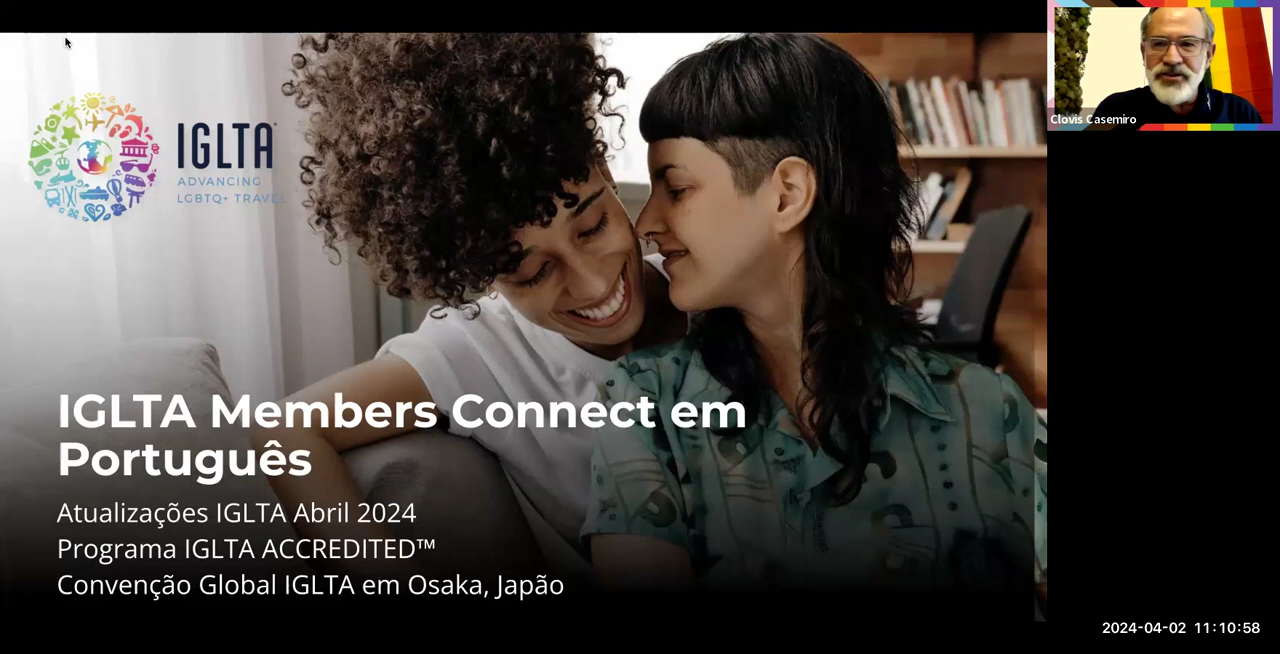 IGLTA
ADVANCING
LGBTQ+ TRAVEL
Clovis Casemiro
IGLTA Members Connect em
Português
Atualizações IGLTA Abril 2024
Programa IGLTA ACCREDITED™
Convenção Global IGLTA em Osaka, Japão
2024-04-02 11:10:58